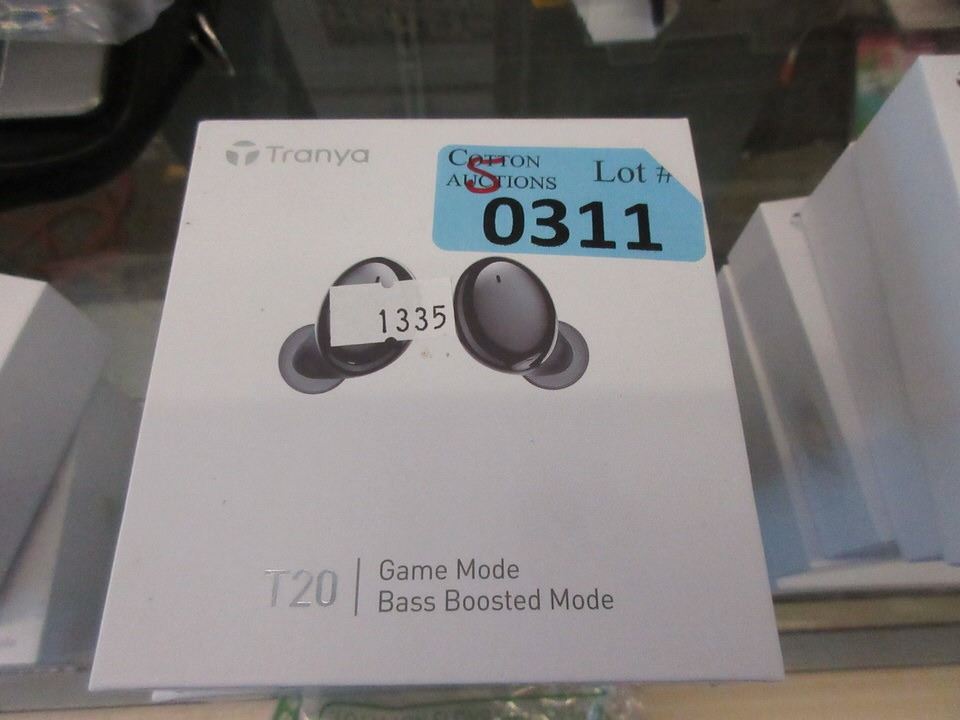 Tranya
COTTON
AUCTIONS
Lot #
S
0311
1335
T20
Game Mode
Bass Boosted Mode